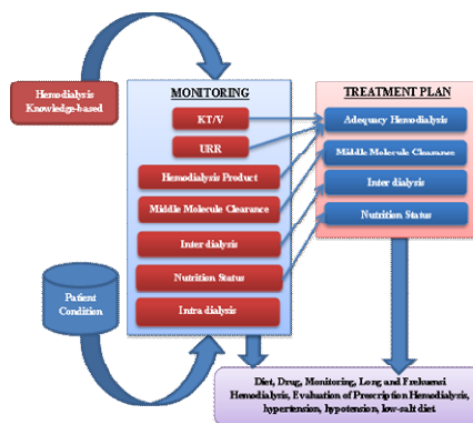 Hemodialysis
Knowledge-based
MONITORING
KT/V
URR
Hemodialysis Product
Middle Molecule Clearance
Inter dialysis
Nutrition Status
Intra dialysis
TREATMENT PLAN
Adequacy Hemodialysis
Middle Molecule Clearance
Inter dialysis
Nutrition Status
Patient
Condition
Diet, Drug, Monitoring, Long and Frekuensi
Hemodialysis, Evaluation of Prescription Hemodialysis,
hypertension, hypotension, low-salt diet